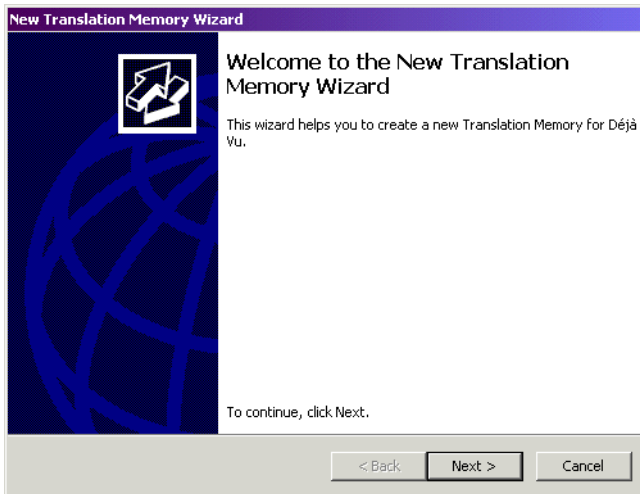 New Translation Memory Wizard
Welcome to the New Translation
Memory Wizard
This wizard helps you to create a new Translation Memory for Déjà
Vu.
To continue, click Next.
< Back Next > Cancel